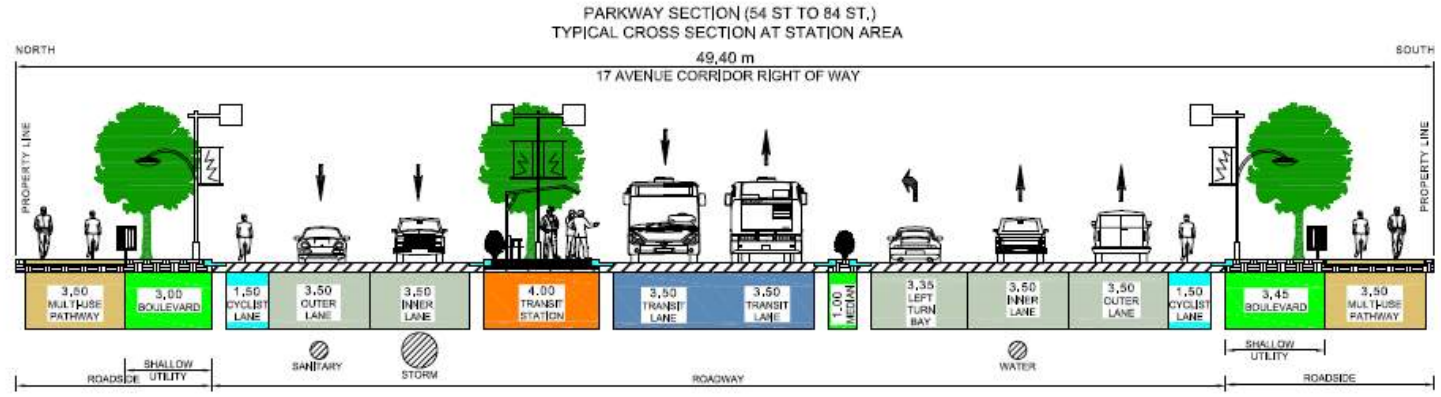 PARKWAY SECTION (54 ST TO 84 ST,)
TYPICAL CROSS SECTION AT STATION AREA
NORTH
SOUTH
49,40 m
17 AVENUE CORRIDOR RIGHT OF WAY
PROPERTY LINE
PROPERTY LINE
3,50
MULTI-USE
PATHWAY
3,00
BOULEVARD
1,50
CYCLIST
LANE
3,50
OUTER
LANE
3,50
INNER
LANE
4,00
TRANSIT
STATION
3,50
TRANSIT
LANE
3,50
TRANSIT
LANE
1,00
MEDIAN
3,35
LEFT
TURN
BAY
3,50
INNER
LANE
3,50
OUTER
LANE
1,50
CYCLIST
LANE
3,45
BOULEVARD
3,50
MULTI-USE
PATHWAY
SANITARY
STORM
WATER
SHALLOW
UTILITY
SHALLOW
UTILITY
ROADSIDE
ROADWAY
ROADSIDE